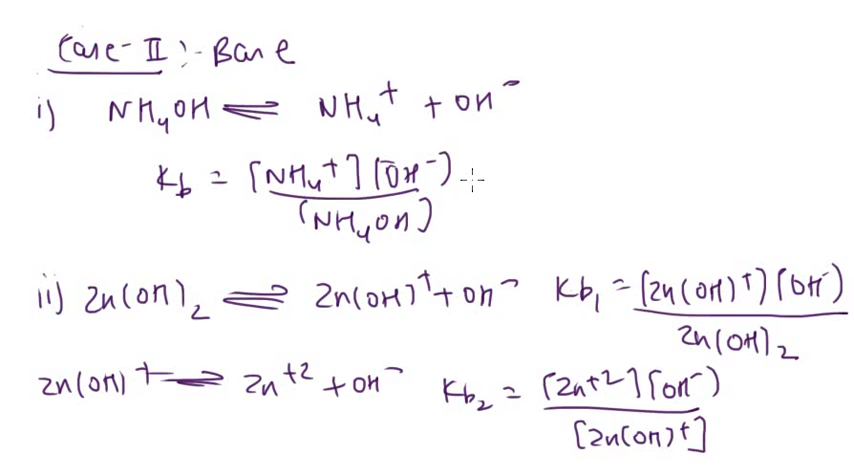 Case-II :- Base
i) NH₄OH ⇌ NH₄⁺ + OH⁻
Kb = [NH₄⁺][OH⁻] / (NH₄OH)
ii) Zn(OH)₂ ⇌ Zn(OH)⁺ + OH⁻ Kb₁ = [Zn(OH)⁺][OH⁻] / Zn(OH)₂
Zn(OH)⁺ ⇌ Zn⁺² + OH⁻ Kb₂ = [Zn⁺²][OH⁻] / [Zn(OH)⁺]